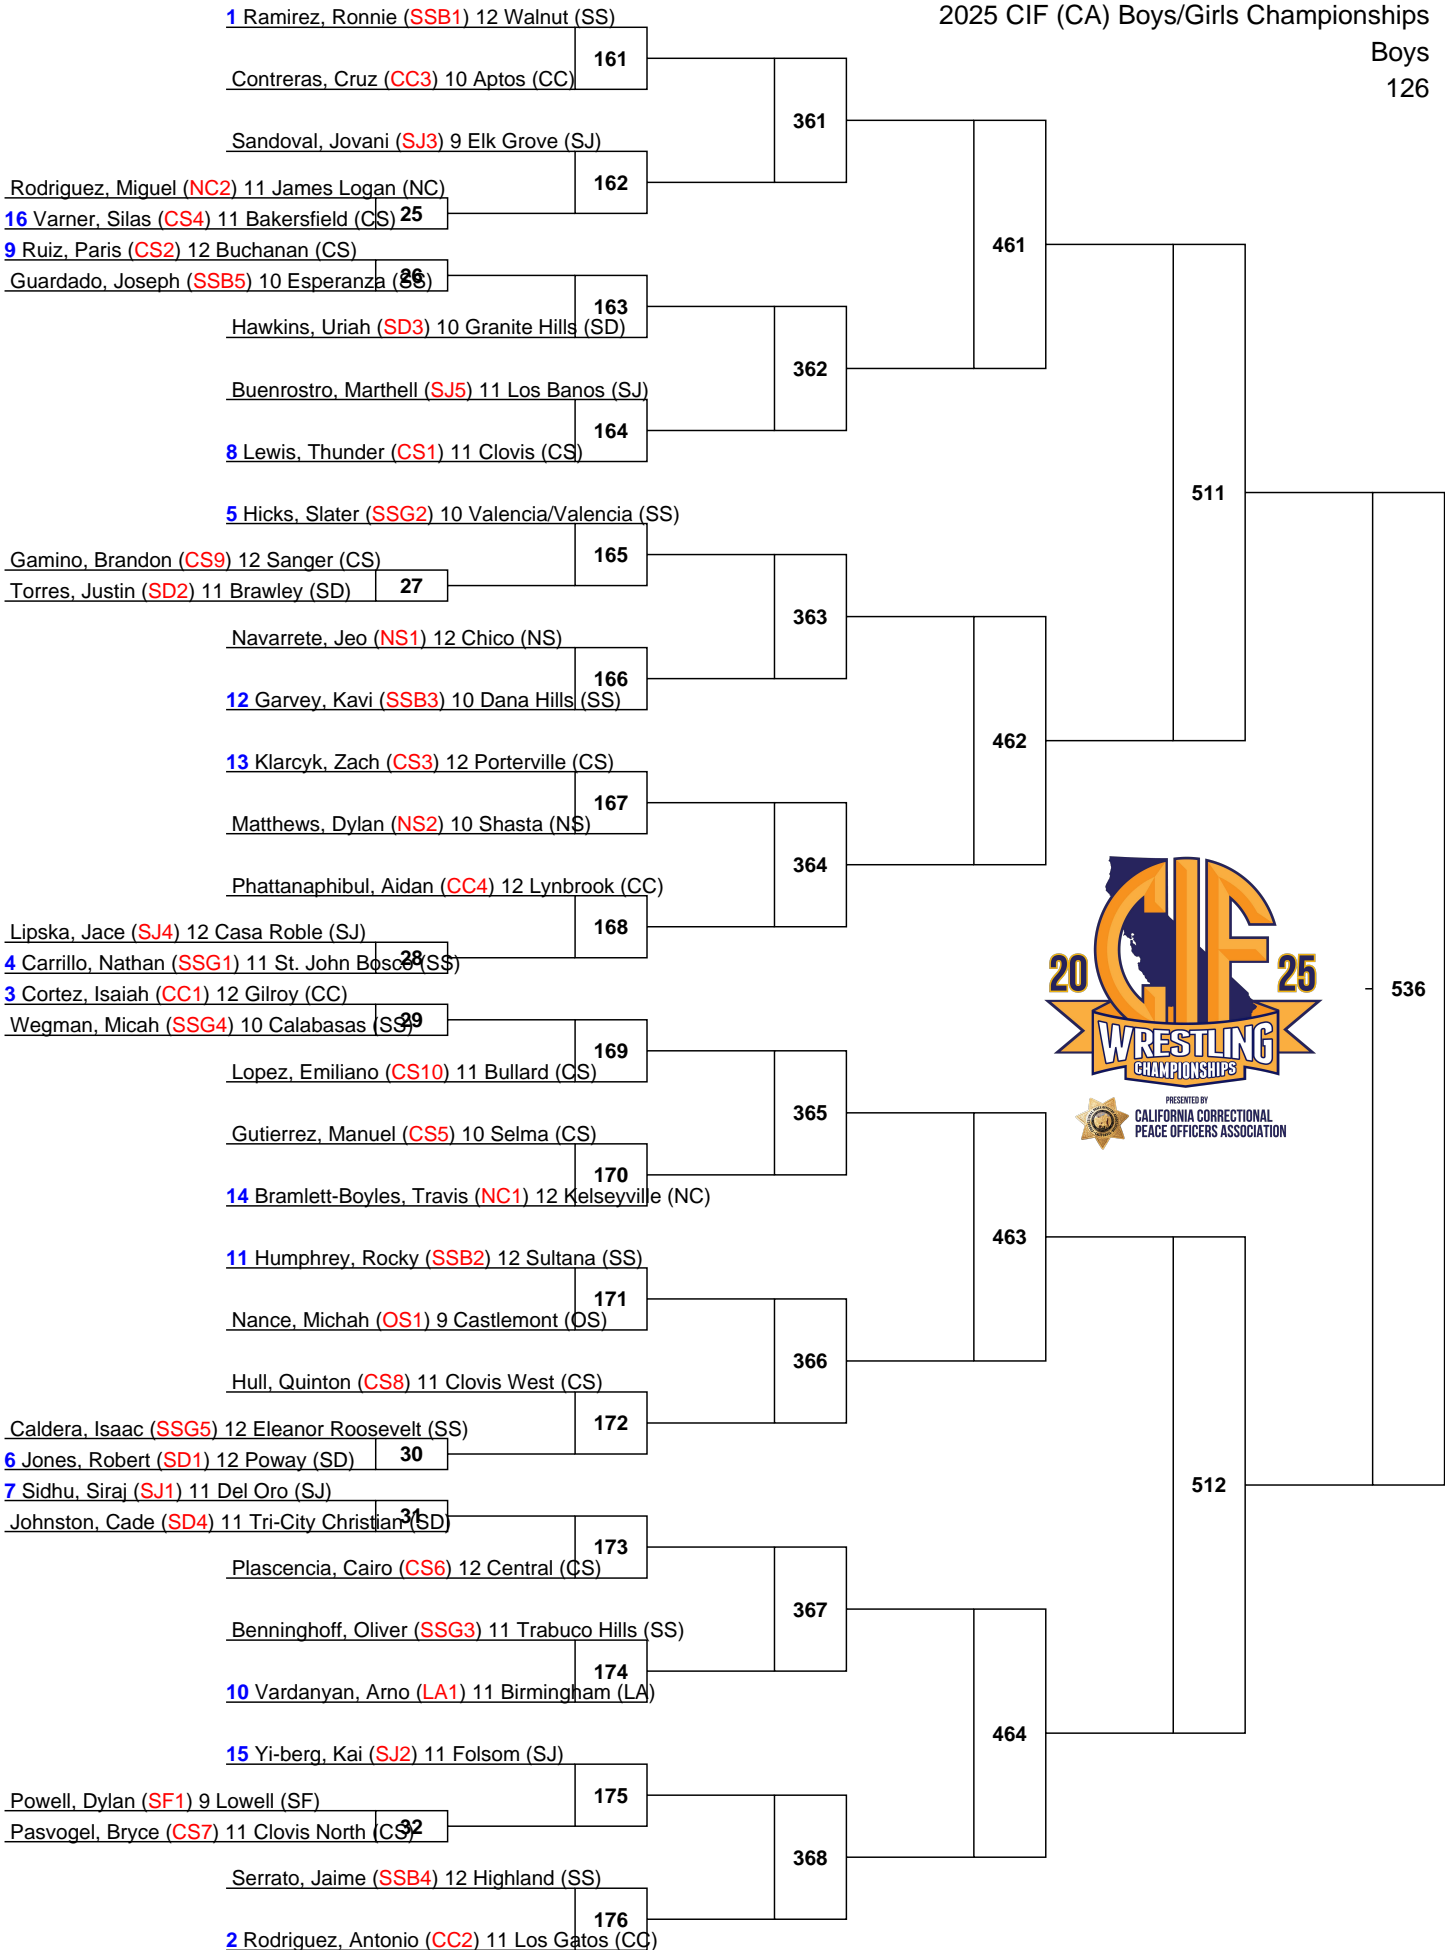 2025 CIF (CA) Boys/Girls Championships
Boys
126
1 Ramirez, Ronnie (SSB1) 12 Walnut (SS)
161
Contreras, Cruz (CC3) 10 Aptos (CC)
361
Sandoval, Jovani (SJ3) 9 Elk Grove (SJ)
162
Rodriguez, Miguel (NC2) 11 James Logan (NC)
25
16 Varner, Silas (CS4) 11 Bakersfield (CS)
461
9 Ruiz, Paris (CS2) 12 Buchanan (CS)
26
Guardado, Joseph (SSB5) 10 Esperanza (SS)
163
Hawkins, Uriah (SD3) 10 Granite Hills (SD)
362
Buenrostro, Marthell (SJ5) 11 Los Banos (SJ)
164
8 Lewis, Thunder (CS1) 11 Clovis (CS)
511
5 Hicks, Slater (SSG2) 10 Valencia/Valencia (SS)
165
Gamino, Brandon (CS9) 12 Sanger (CS)
27
Torres, Justin (SD2) 11 Brawley (SD)
363
Navarrete, Jeo (NS1) 12 Chico (NS)
166
12 Garvey, Kavi (SSB3) 10 Dana Hills (SS)
462
13 Klarcyk, Zach (CS3) 12 Porterville (CS)
167
Matthews, Dylan (NS2) 10 Shasta (NS)
364
Phattanaphibul, Aidan (CC4) 12 Lynbrook (CC)
168
Lipska, Jace (SJ4) 12 Casa Roble (SJ)
28
4 Carrillo, Nathan (SSG1) 11 St. John Bosco (SS)
CIF
20 25
WRESTLING
CHAMPIONSHIPS
PRESENTED BY
CALIFORNIA CORRECTIONAL
PEACE OFFICERS ASSOCIATION
536
3 Cortez, Isaiah (CC1) 12 Gilroy (CC)
29
Wegman, Micah (SSG4) 10 Calabasas (SS)
169
Lopez, Emiliano (CS10) 11 Bullard (CS)
365
Gutierrez, Manuel (CS5) 10 Selma (CS)
170
14 Bramlett-Boyles, Travis (NC1) 12 Kelseyville (NC)
463
11 Humphrey, Rocky (SSB2) 12 Sultana (SS)
171
Nance, Michah (OS1) 9 Castlemont (OS)
366
Hull, Quinton (CS8) 11 Clovis West (CS)
172
Caldera, Isaac (SSG5) 12 Eleanor Roosevelt (SS)
30
6 Jones, Robert (SD1) 12 Poway (SD)
512
7 Sidhu, Siraj (SJ1) 11 Del Oro (SJ)
31
Johnston, Cade (SD4) 11 Tri-City Christian (SD)
173
Plascencia, Cairo (CS6) 12 Central (CS)
367
Benninghoff, Oliver (SSG3) 11 Trabuco Hills (SS)
174
10 Vardanyan, Arno (LA1) 11 Birmingham (LA)
464
15 Yi-berg, Kai (SJ2) 11 Folsom (SJ)
175
Powell, Dylan (SF1) 9 Lowell (SF)
32
Pasvogel, Bryce (CS7) 11 Clovis North (CS)
368
Serrato, Jaime (SSB4) 12 Highland (SS)
176
2 Rodriguez, Antonio (CC2) 11 Los Gatos (CC)